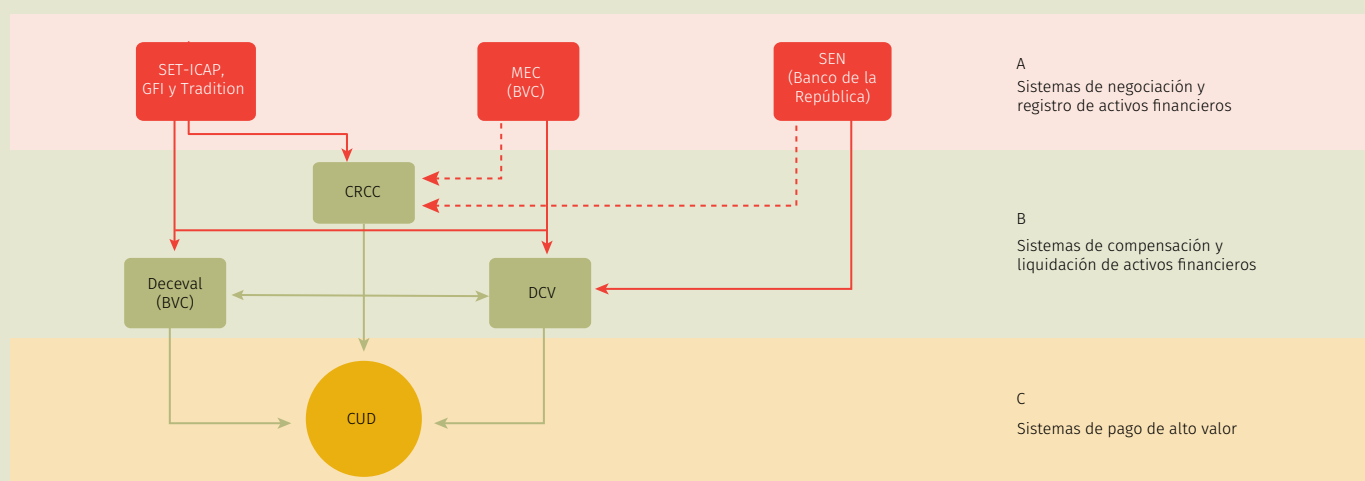 SET-ICAP,
GFI y Tradition
MEC
(BVC)
SEN
(Banco de la
República)
A
Sistemas de negociación y
registro de activos financieros
CRCC
B
Sistemas de compensación y
liquidación de activos financieros
Deceval
(BVC)
DCV
CUD
C
Sistemas de pago de alto valor